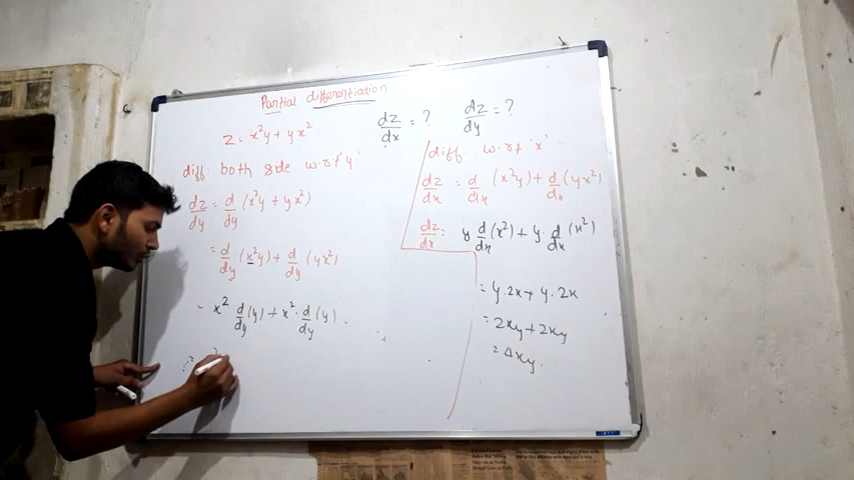 Partial differentiation
z = x²y + yx².
dz/dx = ? dz/dy = ?
diff. both side w.r.t 'y'
dz/dy = d/dy (x²y + yx²)
= d/dy (x²y) + d/dy (yx²)
- x² d/dy (y) + x². d/dy (y).
diff. w.r.t 'x'
dz/dx = d/dx (x²y) + d/dx (yx²)
dz/dx = y d/dx (x²) + y. d/dx (x²)
= y.2x + y.2x
= 2xy + 2xy
= 4xy.